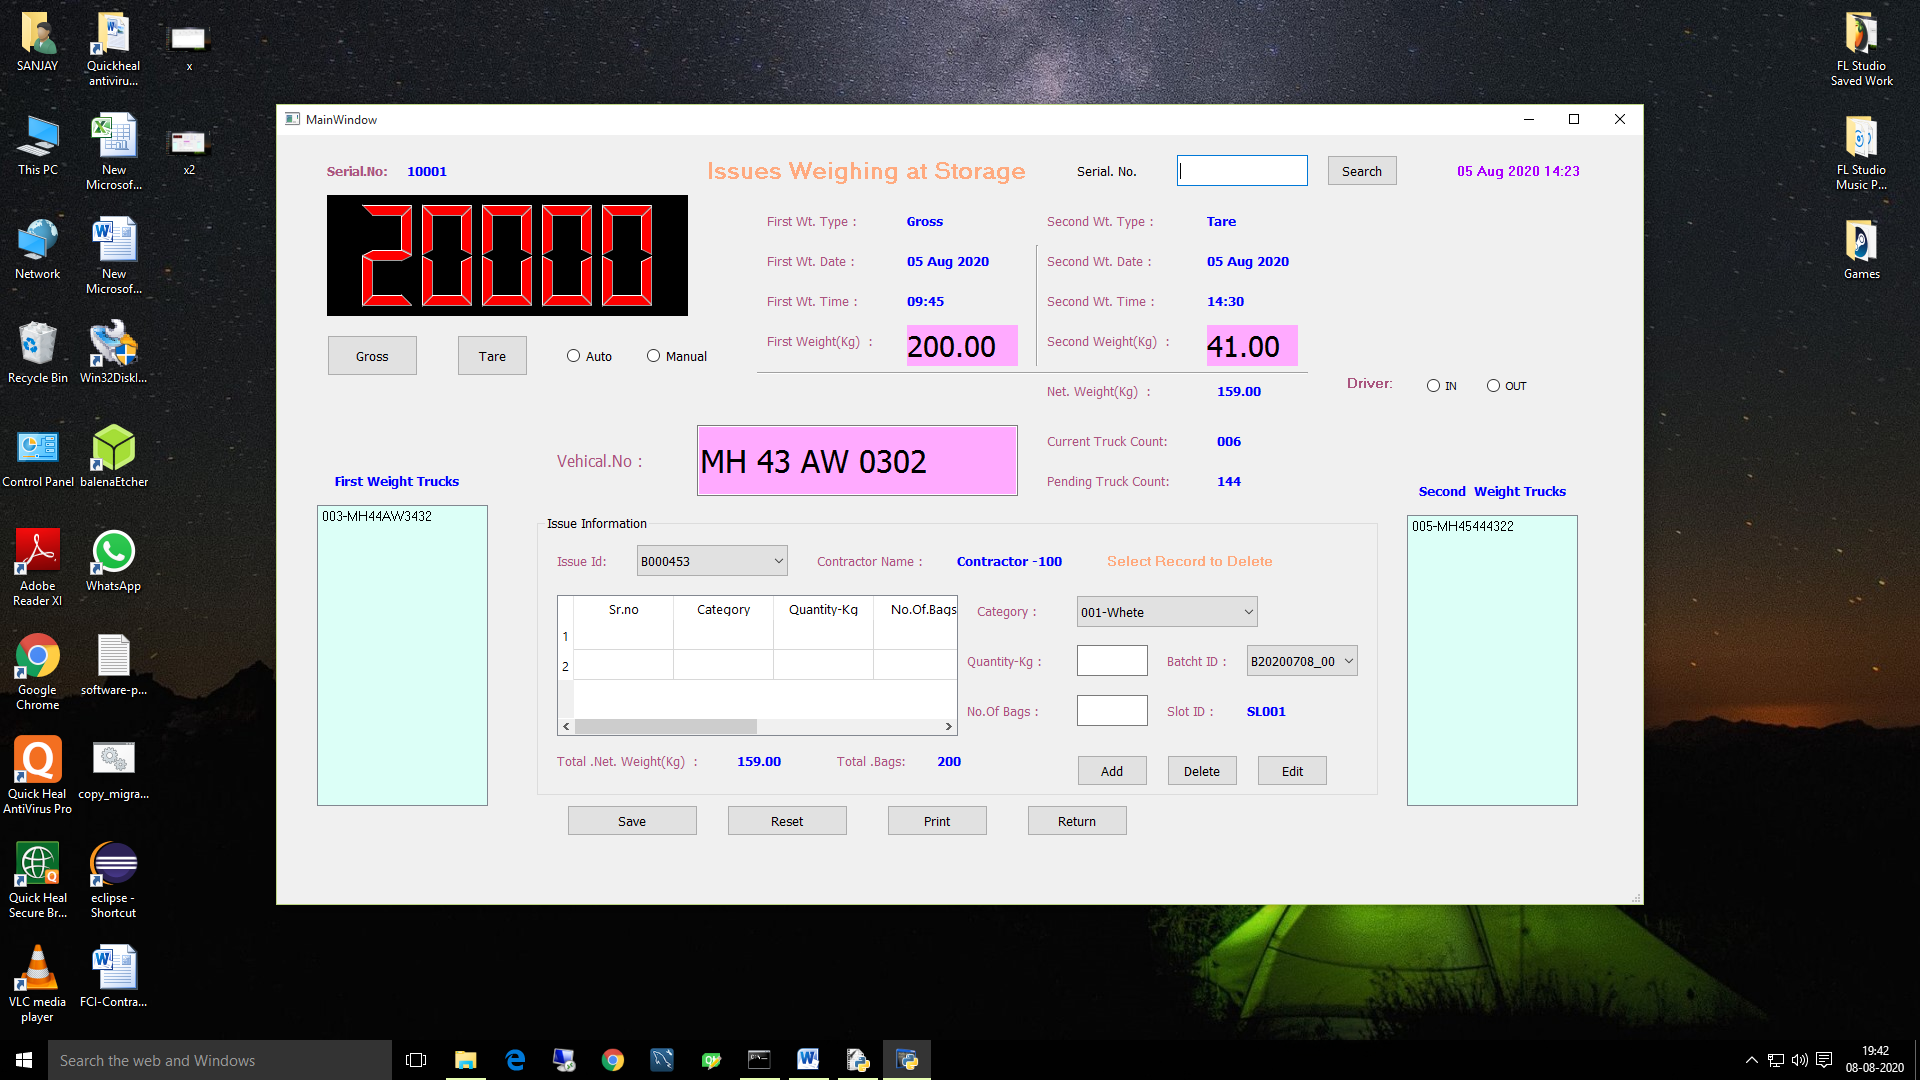 SANJAY
Quickheal
antiviru...
x
This PC
New
Microsof...
x2
Network
New
Microsof...
Recycle Bin
Win32DiskI...
Control Panel
balenaEtcher
Adobe
Reader XI
WhatsApp
Google
Chrome
software-p...
Quick Heal
AntiVirus Pro
copy_migra...
Quick Heal
Secure Br...
eclipse -
Shortcut
VLC media
player
FCI-Contra...
FL Studio
Saved Work
FL Studio
Music P...
Games
MainWindow
Serial.No: 10001
Issues Weighing at Storage
Serial. No.
Search
05 Aug 2020 14:23
20000
First Wt. Type : Gross
Second Wt. Type : Tare
First Wt. Date : 05 Aug 2020
Second Wt. Date : 05 Aug 2020
First Wt. Time : 09:45
Second Wt. Time : 14:30
First Weight(Kg) : 200.00
Second Weight(Kg) : 41.00
Gross
Tare
Auto
Manual
Net. Weight(Kg) : 159.00
Driver: IN OUT
Vehical.No : MH 43 AW 0302
Current Truck Count: 006
Pending Truck Count: 144
First Weight Trucks
003-MH44AW3432
Second Weight Trucks
005-MH45444322
Issue Information
Issue Id: B000453
Contractor Name : Contractor -100
Select Record to Delete
Sr.no Category Quantity-Kg No.Of.Bags
1
2
Category : 001-Whete
Quantity-Kg :
Batcht ID : B20200708_00
No.Of Bags :
Slot ID : SL001
Total .Net. Weight(Kg) : 159.00
Total .Bags: 200
Add
Delete
Edit
Save
Reset
Print
Return
Search the web and Windows
19:42
08-08-2020